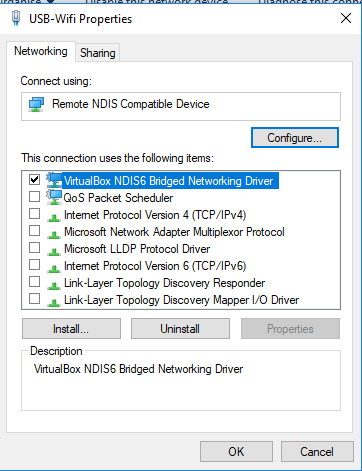 USB-Wifi Properties
Networking
Sharing
Connect using:
Remote NDIS Compatible Device
Configure...
This connection uses the following items:
VirtualBox NDIS6 Bridged Networking Driver
QoS Packet Scheduler
Internet Protocol Version 4 (TCP/IPv4)
Microsoft Network Adapter Multiplexor Protocol
Microsoft LLDP Protocol Driver
Internet Protocol Version 6 (TCP/IPv6)
Link-Layer Topology Discovery Responder
Link-Layer Topology Discovery Mapper I/O Driver
Install...
Uninstall
Properties
Description
VirtualBox NDIS6 Bridged Networking Driver
OK
Cancel